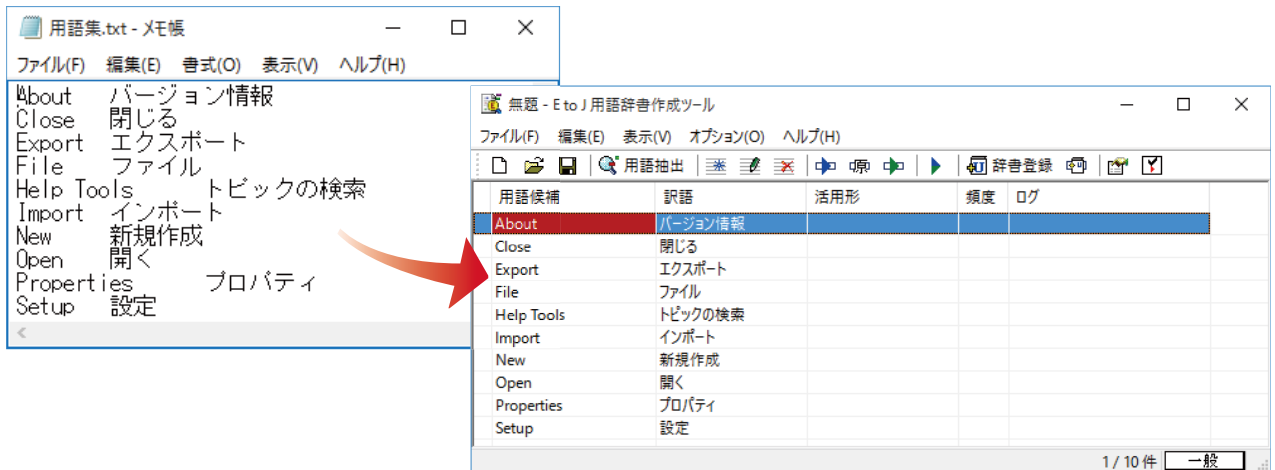 用語集.txt - メモ帳
ファイル(F) 編集(E) 書式(O) 表示(V) ヘルプ(H)
About バージョン情報
Close 閉じる
Export エクスポート
File ファイル
Help Tools トピックの検索
Import インポート
New 新規作成
Open 開く
Properties プロパティ
Setup 設定
無題 - E to J 用語辞書作成ツール
ファイル(F) 編集(E) 表示(V) オプション(O) ヘルプ(H)
用語抽出 原 辞書登録
用語候補 訳語 活用形 頻度 ログ
About バージョン情報
Close 閉じる
Export エクスポート
File ファイル
Help Tools トピックの検索
Import インポート
New 新規作成
Open 開く
Properties プロパティ
Setup 設定
1 / 10 件 一般